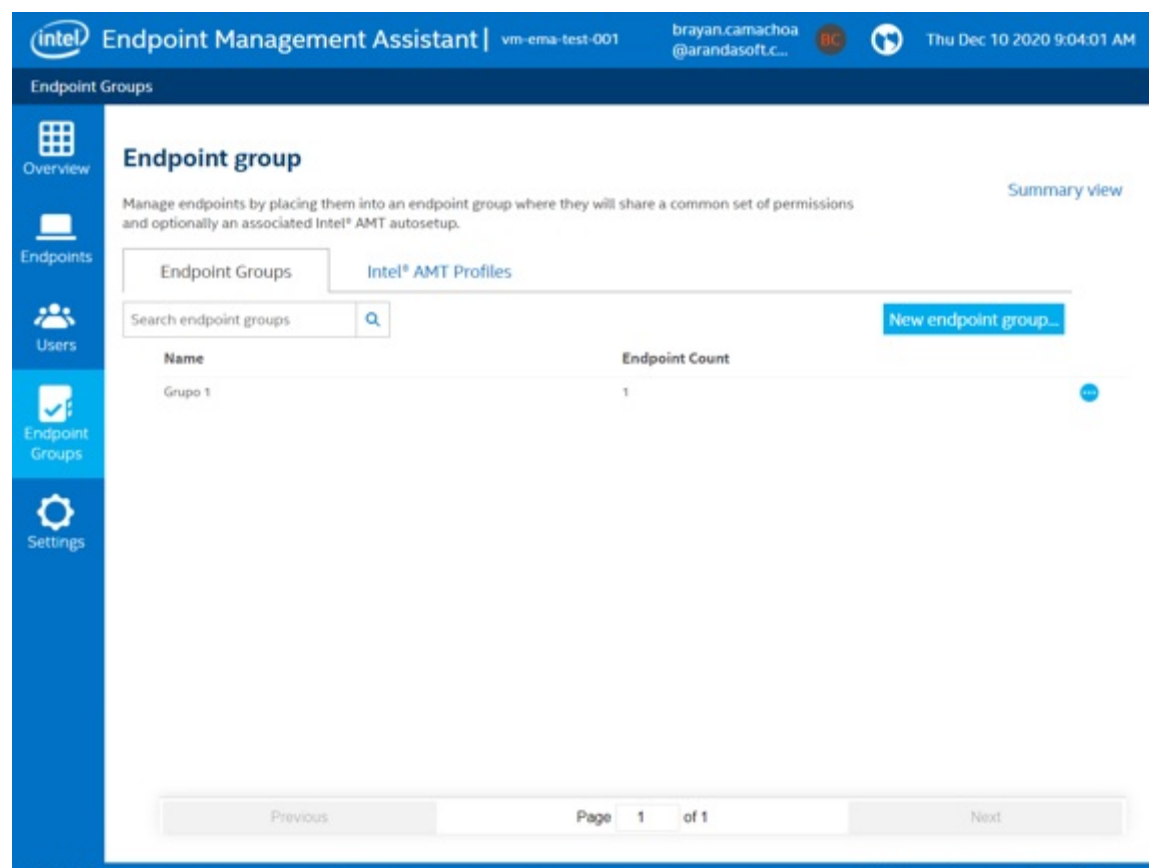 intel Endpoint Management Assistant | vm-ema-test-001 brayan.camachoa BC Thu Dec 10 2020 9:04:01 AM
@arandasoft.c...
Endpoint Groups
Overview
Endpoint group
Summary view
Manage endpoints by placing them into an endpoint group where they will share a common set of permissions
and optionally an associated Intel® AMT autosetup.
Endpoints
Endpoint Groups Intel® AMT Profiles
Search endpoint groups New endpoint group...
Users
Name Endpoint Count
Grupo 1 1
Endpoint
Groups
Settings
Previous Page 1 of 1 Next